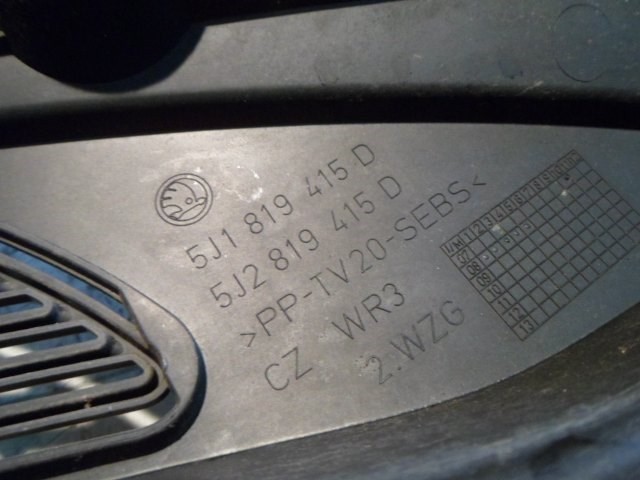 5J1 819 415 D
5J2 819 415 D
>PP-TV20-SEBS<
CZ WR3
2.WZG